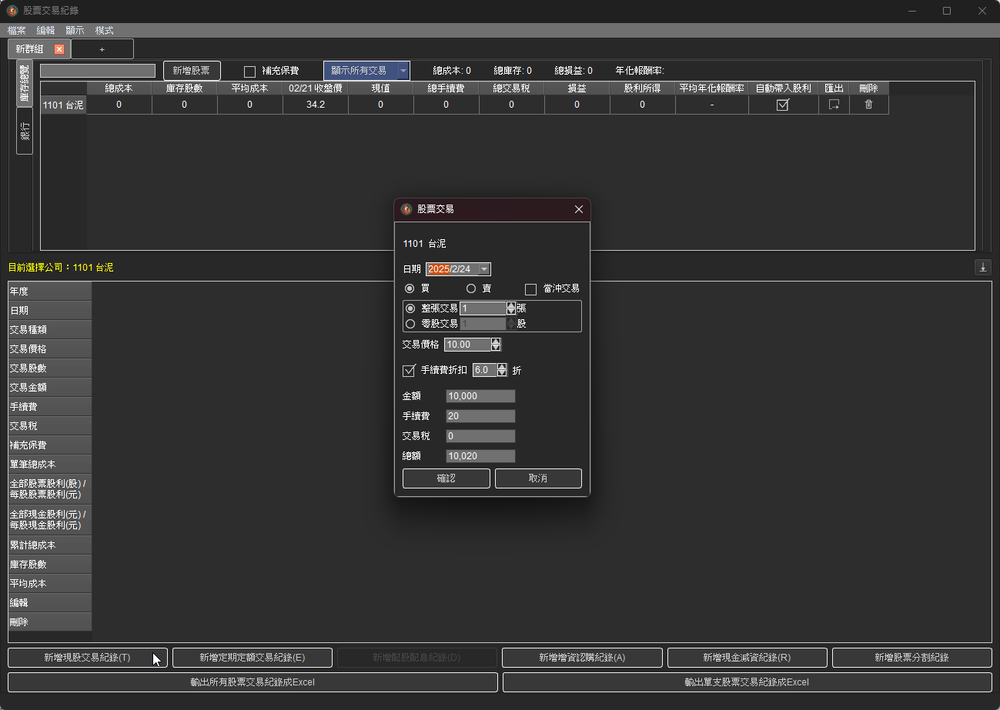 股票交易紀錄
檔案 編輯 顯示 模式
新群組 +
庫存總覽
銀行
新增股票 補充保費 顯示所有交易 總成本: 0 總庫存: 0 總損益: 0 年化報酬率:
總成本 庫存股數 平均成本 02/21 收盤價 現值 總手續費 總交易稅 損益 股利所得 平均年化報酬率 自動帶入股利 匯出 刪除
1101 台泥 0 0 0 34.2 0 0 0 0 0 -
目前選擇公司：1101 台泥
年度
日期
交易種類
交易價格
交易股數
交易金額
手續費
交易稅
補充保費
單筆總成本
全部股票股利(股) /
每股股票股利(元)
全部現金股利(元) /
每股現金股利(元)
累計總成本
庫存股數
平均成本
編輯
刪除
股票交易
1101 台泥
日期 2025/2/24
買 賣 當沖交易
整張交易 1 張
零股交易 1 股
交易價格 10.00
手續費折扣 6.0 折
金額 10,000
手續費 20
交易稅 0
總額 10,020
確認 取消
新增現股交易紀錄(T) 新增定期定額交易紀錄(E) 新增配股配息紀錄(D) 新增增資認購紀錄(A) 新增現金減資紀錄(R) 新增股票分割紀錄
輸出所有股票交易紀錄成Excel 輸出單支股票交易紀錄成Excel